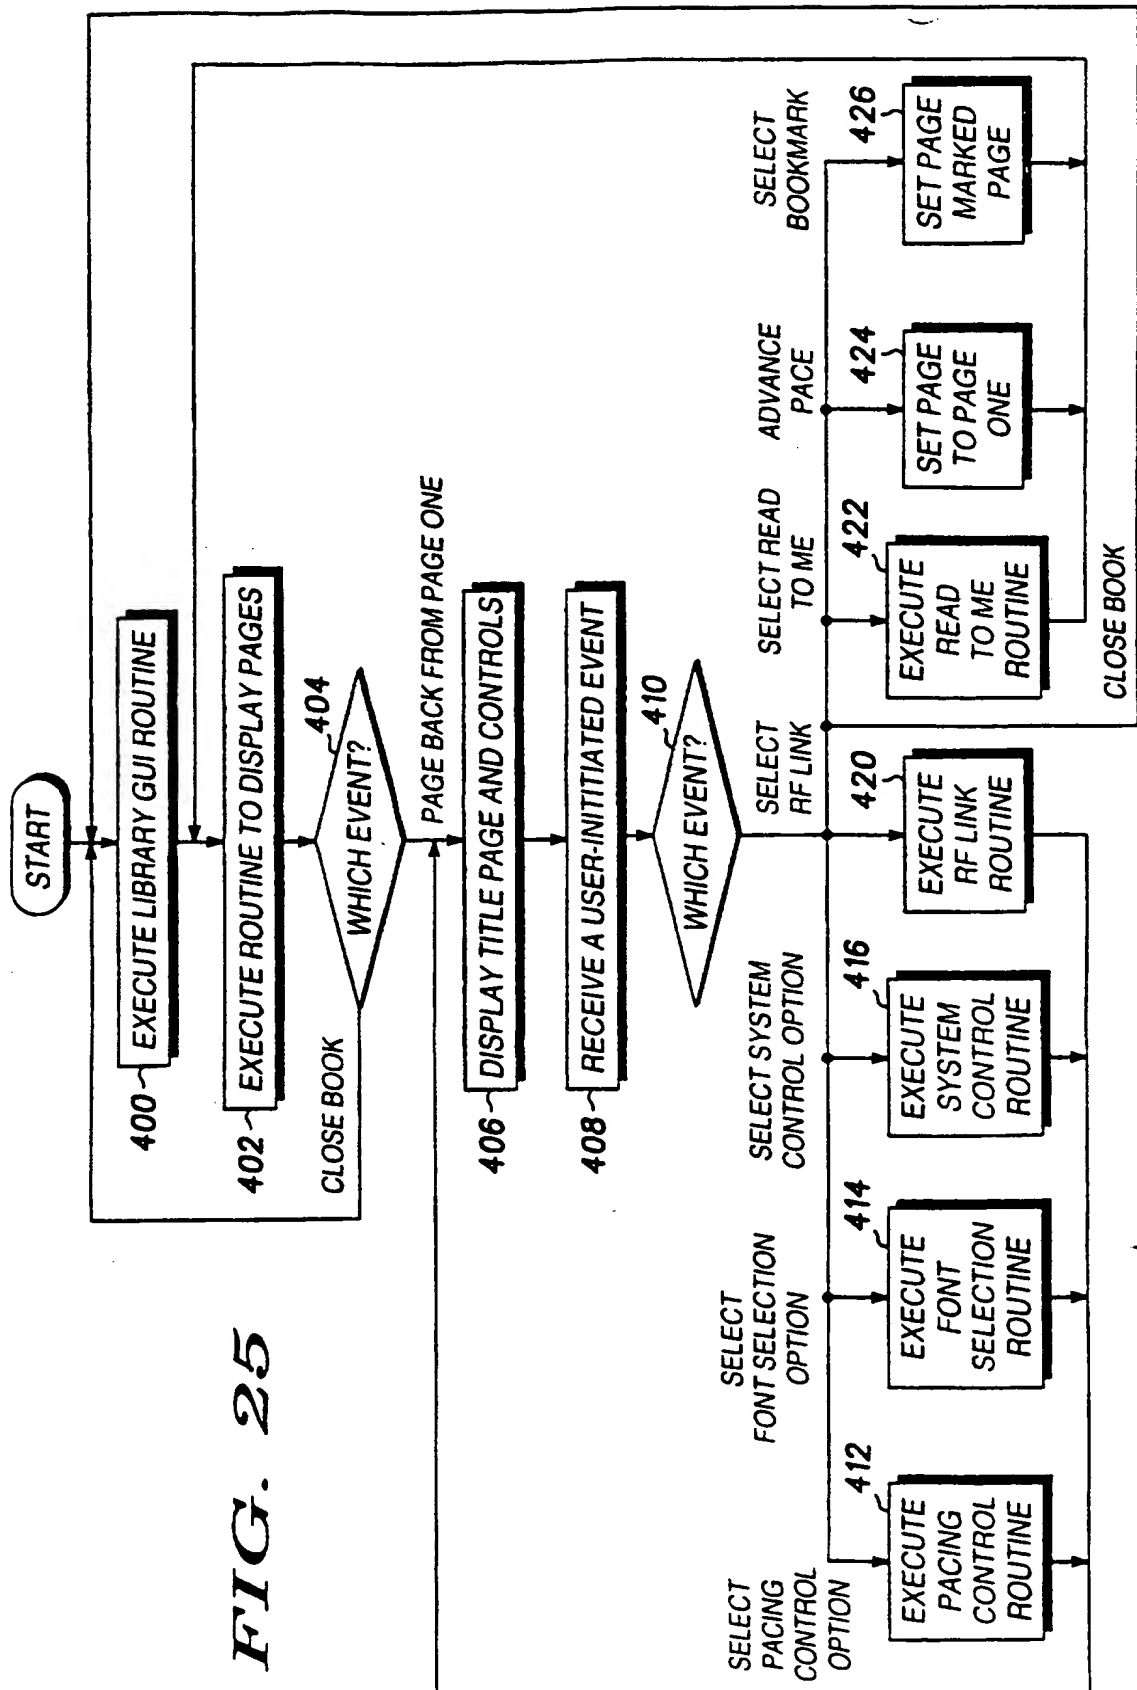 FIG. 25
START
EXECUTE LIBRARY GUI ROUTINE
400
EXECUTE ROUTINE TO DISPLAY PAGES
402
WHICH EVENT?
404
CLOSE BOOK
PAGE BACK FROM PAGE ONE
DISPLAY TITLE PAGE AND CONTROLS
406
RECEIVE A USER-INITIATED EVENT
408
WHICH EVENT?
410
SELECT
PACING
CONTROL
OPTION
412
EXECUTE
PACING
CONTROL
ROUTINE
SELECT
FONT SELECTION
OPTION
414
EXECUTE
FONT
SELECTION
ROUTINE
SELECT SYSTEM
CONTROL OPTION
416
EXECUTE
SYSTEM
CONTROL
ROUTINE
SELECT
RF LINK
420
EXECUTE
RF LINK
ROUTINE
SELECT READ
TO ME
422
EXECUTE
READ
TO ME
ROUTINE
ADVANCE
PACE
424
SET PAGE
TO PAGE
ONE
SELECT
BOOKMARK
426
SET PAGE
MARKED
PAGE
CLOSE BOOK